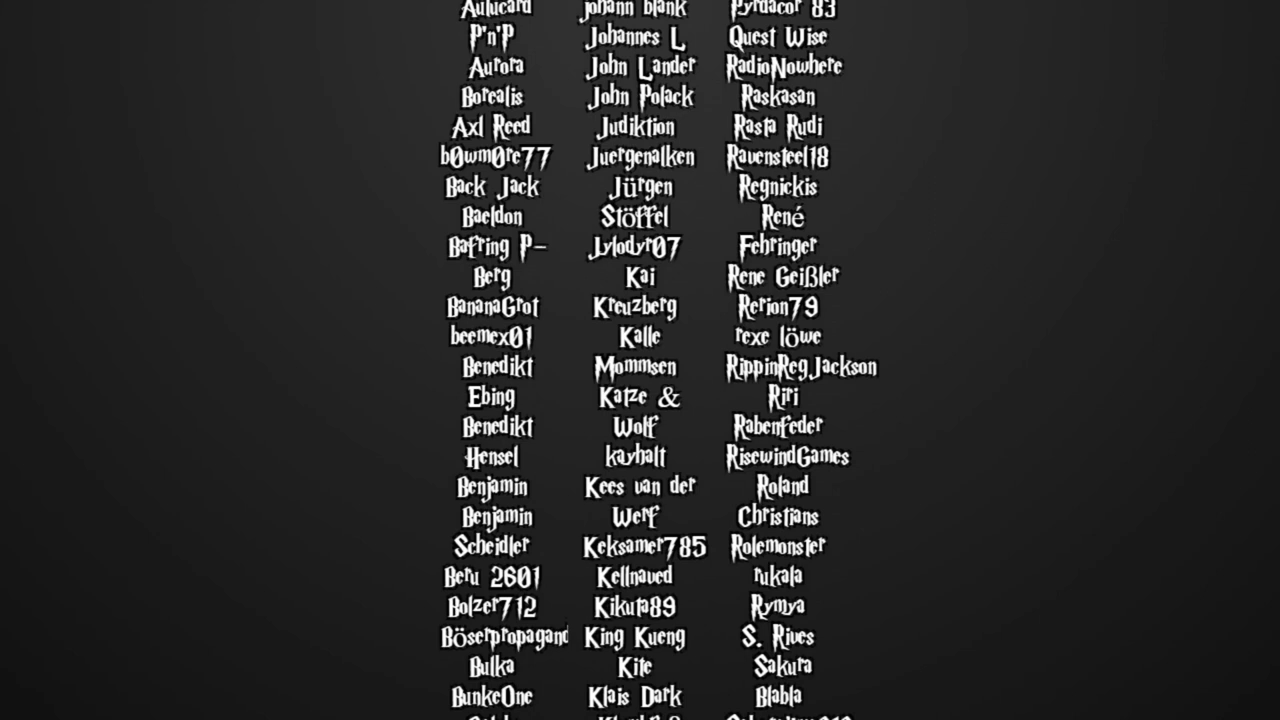 Aulucard
P'n'P
Aurora
Borealis
Axl Reed
b0wm0re77
Back Jack
Baeldon
Bafring P-
Berg
BananaGrot
beemex01
Benedikt
Ebing
Benedikt
Hensel
Benjamin
Benjamin
Scheidler
Beru 2601
Bolzer712
Böserpropagand
Bulka
BunkeOne
johann blank
Johannes L
John Lander
John Polack
Judiktion
Juergenalken
Jürgen
Stöffel
Jylodyr07
Kai
Kreuzberg
Kalle
Mommsen
Katze &
Wolf
kayhalt
Kees van der
Werf
Keksamer785
Kellnaved
Kikuta89
King Kueng
Kite
Klais Dark
Pyrdacor 83
Quest Wise
RadioNowhere
Raskasan
Rasta Rudi
Ravensteel18
Regnickis
René
Fehringer
Rene Geißler
Rerion79
rexe löwe
RippinRegJackson
Riri
Rabenfeder
RisewindGames
Roland
Christians
Rolemonster
rukala
Rymya
S. Rives
Sakura
Blabla